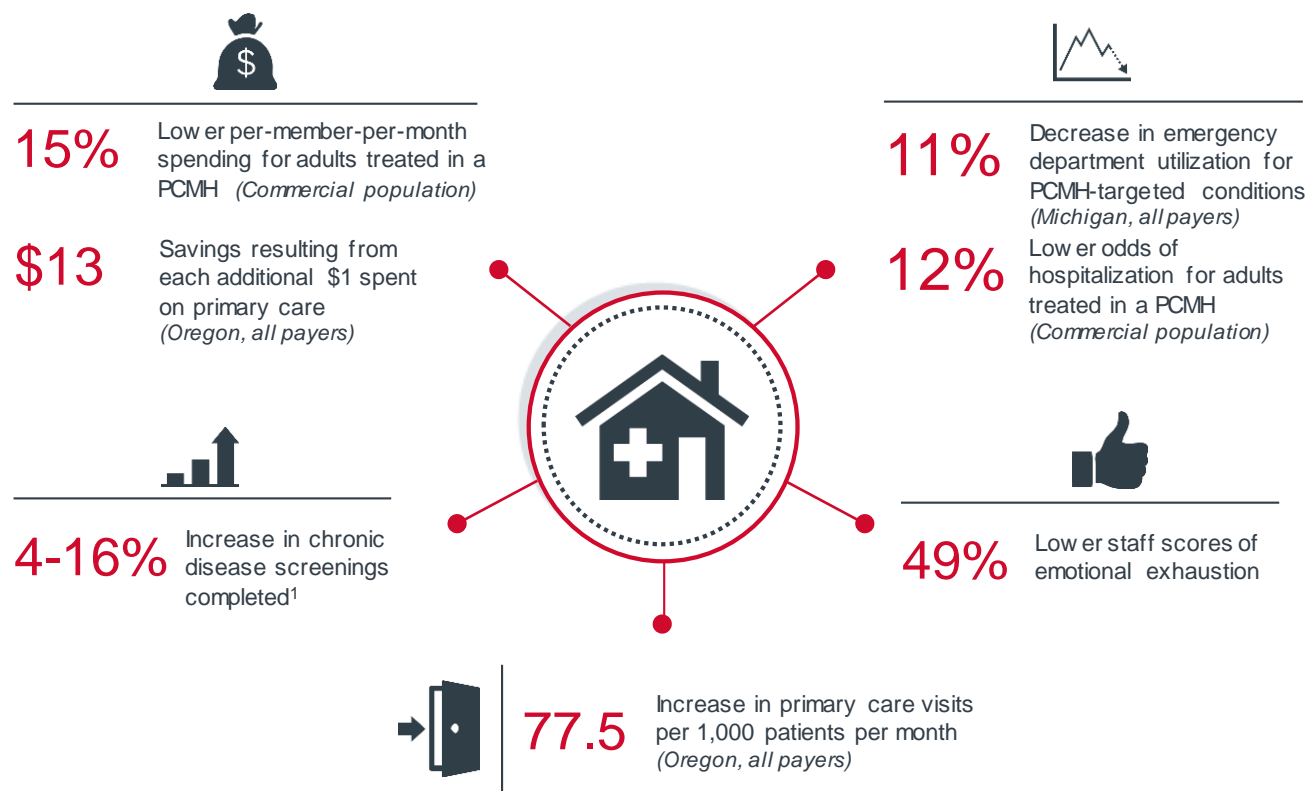 $
15%
Lower per-member-per-month
spending for adults treated in a
PCMH (Commercial population)
$13
Savings resulting from
each additional $1 spent
on primary care
(Oregon, all payers)
11%
Decrease in emergency
department utilization for
PCMH-targeted conditions
(Michigan, all payers)
12%
Lower odds of
hospitalization for adults
treated in a PCMH
(Commercial population)
4-16%
Increase in chronic
disease screenings
completed1
49%
Lower staff scores of
emotional exhaustion
77.5
Increase in primary care visits
per 1,000 patients per month
(Oregon, all payers)